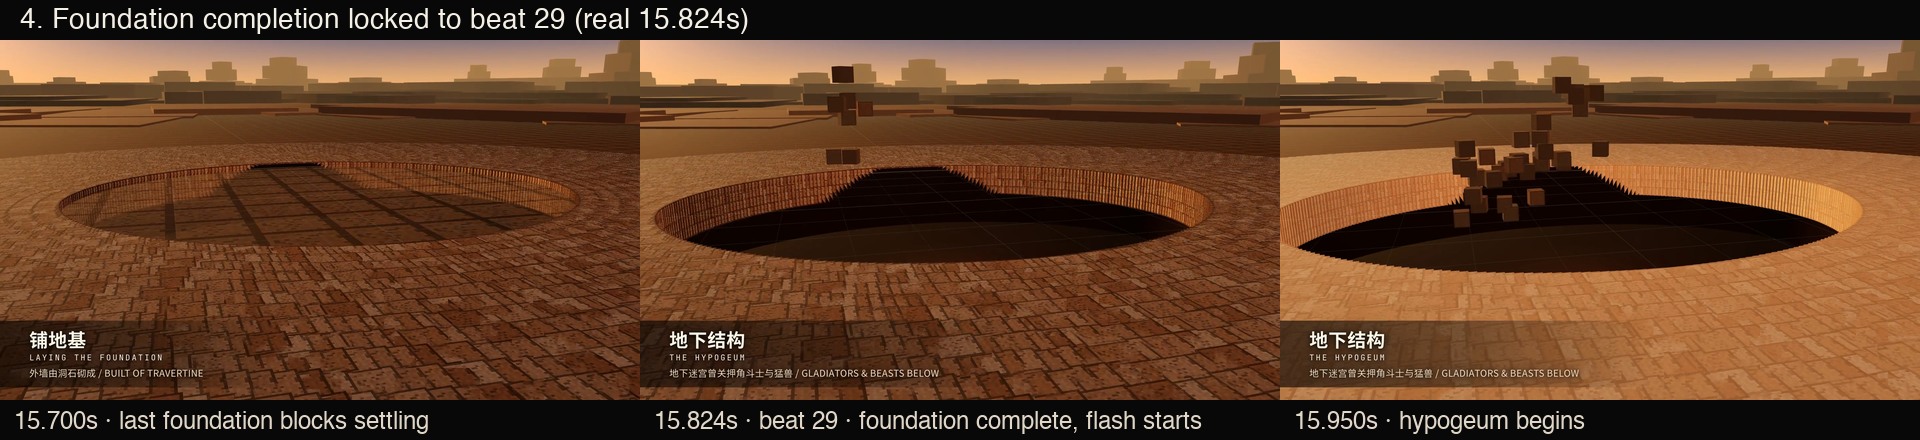 4. Foundation completion locked to beat 29 (real 15.824s)
铺地基
LAYING THE FOUNDATION
外墙由洞石砌成 / BUILT OF TRAVERTINE
15.700s · last foundation blocks settling
地下结构
THE HYPOGEUM
地下迷宫曾关押角斗士与猛兽 / GLADIATORS & BEASTS BELOW
15.824s · beat 29 · foundation complete, flash starts
地下结构
THE HYPOGEUM
地下迷宫曾关押角斗士与猛兽 / GLADIATORS & BEASTS BELOW
15.950s · hypogeum begins